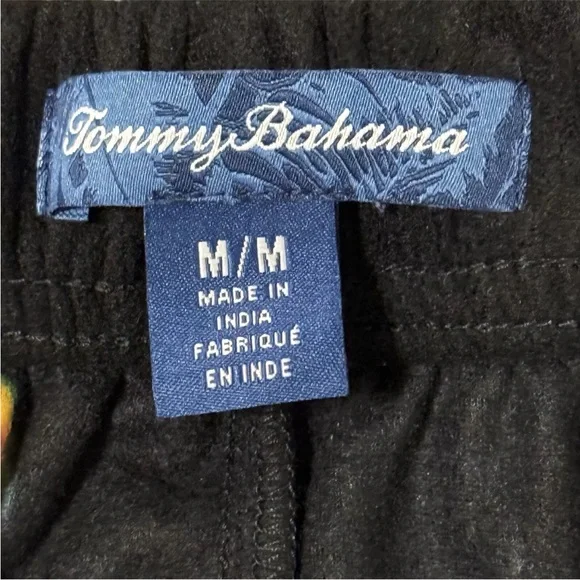 Tommy Bahama
M/M
MADE IN
INDIA
FABRIQUÉ
EN INDE